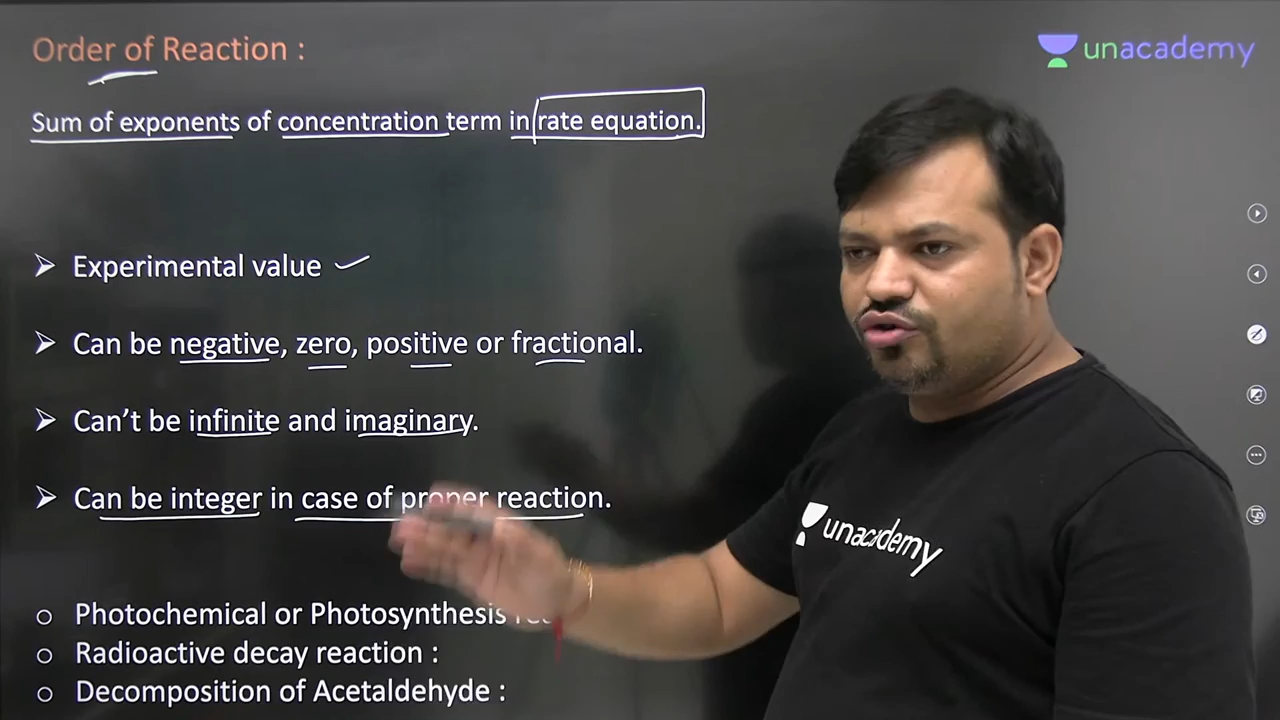 Order of Reaction :
unacademy
Sum of exponents of concentration term in rate equation.
Experimental value
Can be negative, zero, positive or fractional.
Can't be infinite and imaginary.
Can be integer in case of proper reaction.
unacademy
Photochemical or Photosynthesis
Radioactive decay reaction :
Decomposition of Acetaldehyde :